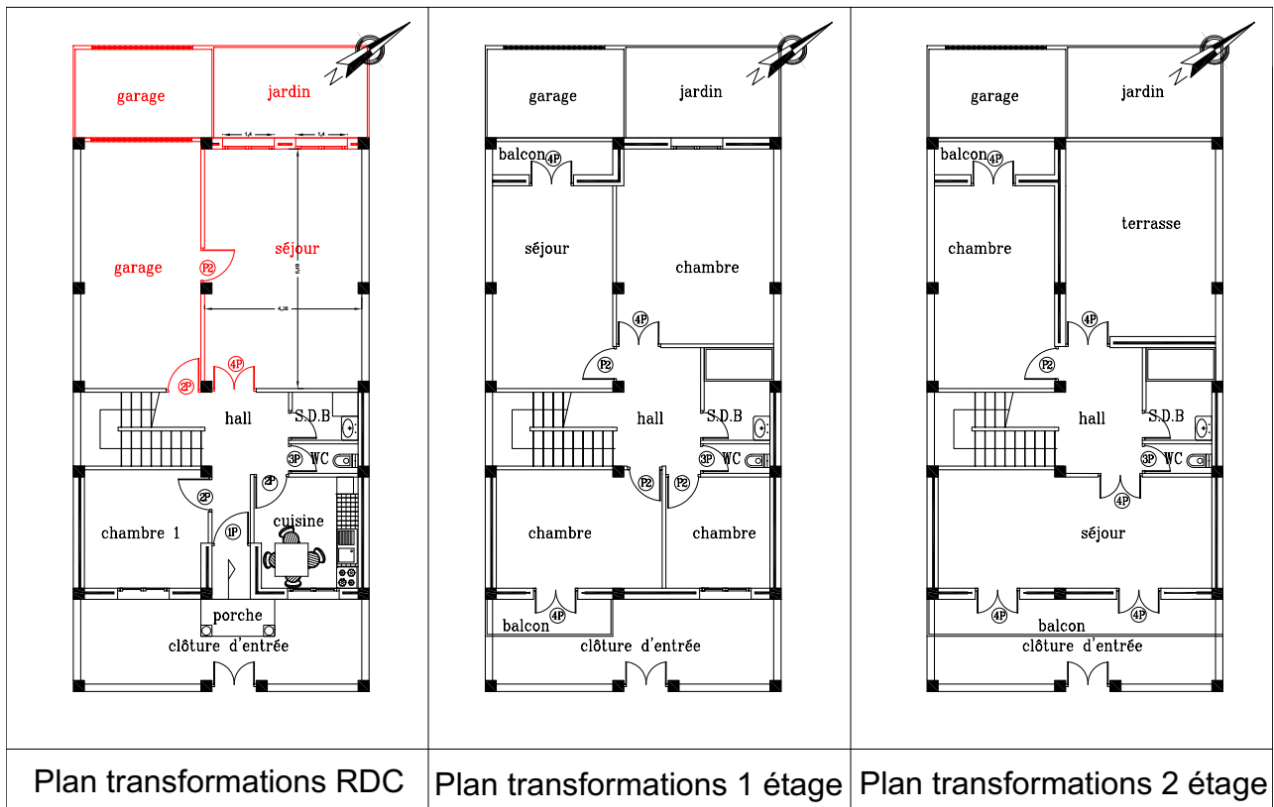 N
garage
jardin
1,4
1,4
séjour
garage
P2
4P
2P
hall
S.D.B
WC
3P
2P
2P
1P
chambre 1
cuisine
porche
clôture d'entrée
Plan transformations RDC
N
garage
jardin
balcon
4P
séjour
chambre
4P
P2
hall
S.D.B
WC
3P
P2
P2
chambre
chambre
4P
balcon
clôture d'entrée
Plan transformations 1 étage
N
garage
jardin
balcon
4P
terrasse
chambre
4P
P2
hall
S.D.B
WC
3P
4P
séjour
4P
4P
balcon
clôture d'entrée
Plan transformations 2 étage